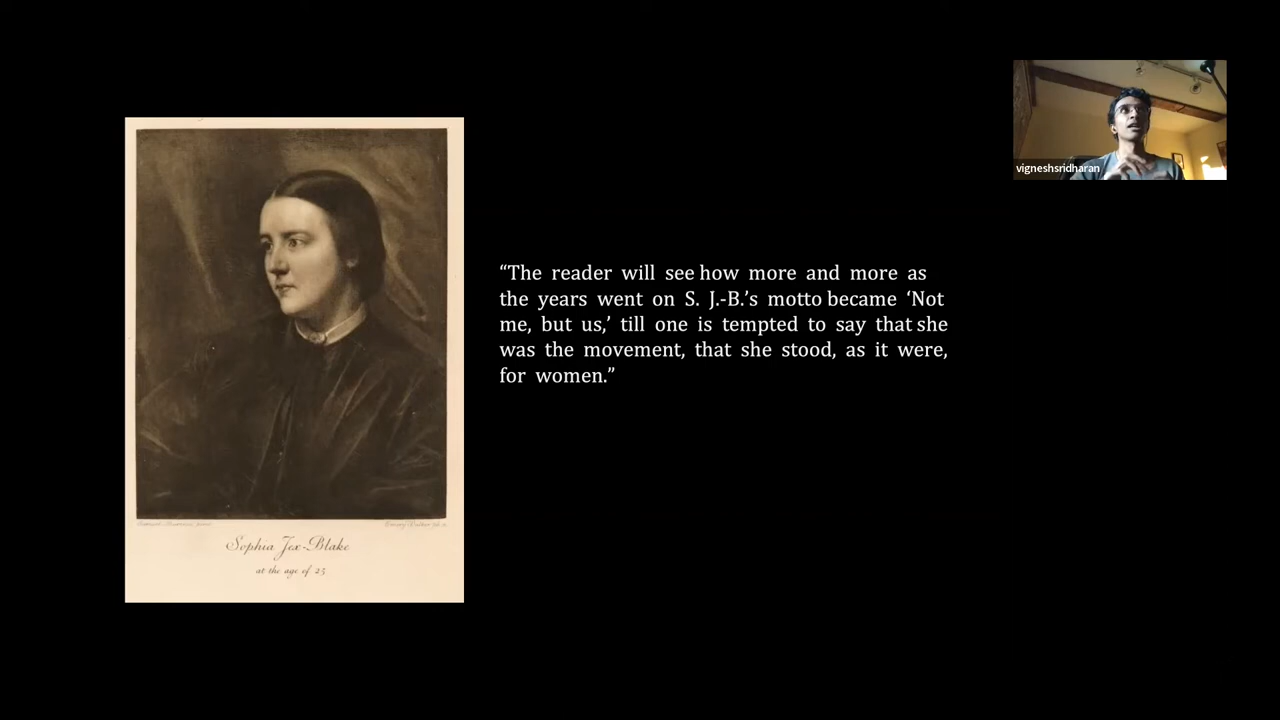 vigneshsridharan
“The reader will see how more and more as
the years went on S. J.-B.’s motto became ‘Not
me, but us,’ till one is tempted to say that she
was the movement, that she stood, as it were,
for women.”
Sophia Jex-Blake
at the age of 25